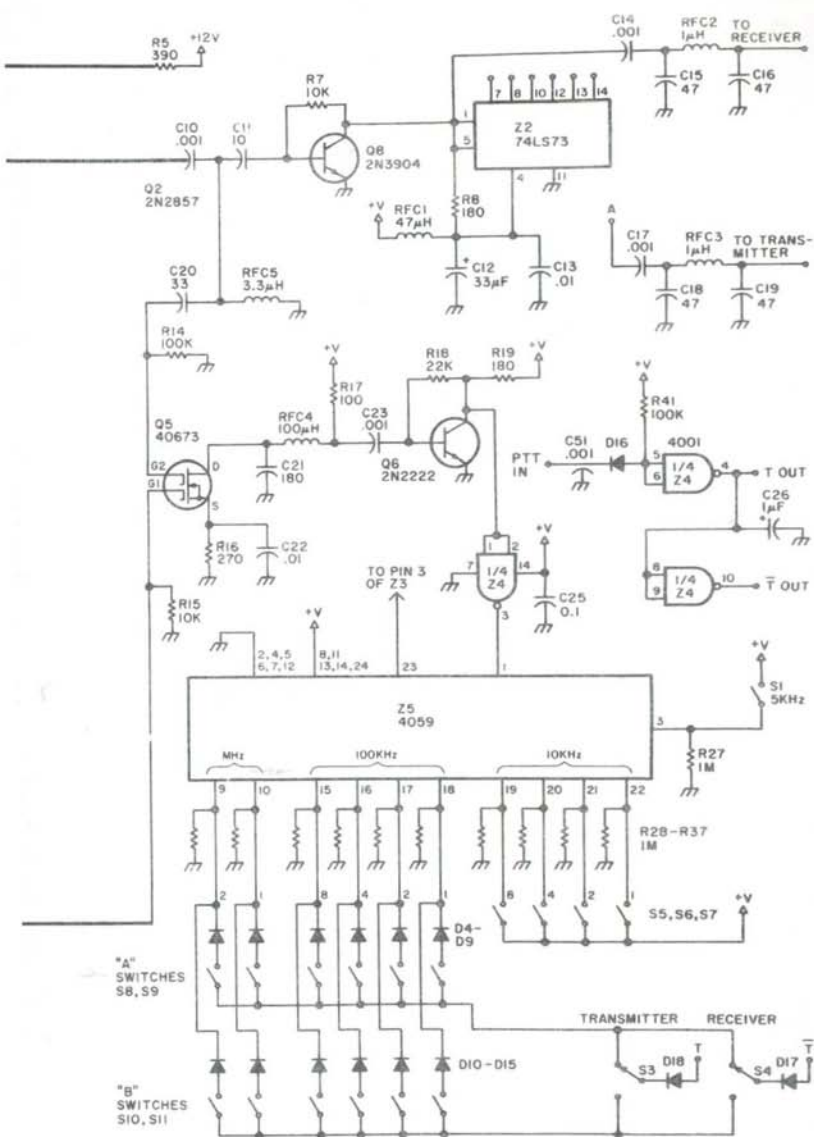 R5
390
+12V
C14
.001
RFC2
1µH
TO
RECEIVER
R7
10K
7 8 10 12 13 14
C15
47
C16
47
C10
.001
C11
10
1
Z2
74LS73
5
Q8
2N3904
4
11
Q2
2N2857
+V
RFC1
47µH
R8
180
A
C17
.001
RFC3
1µH
TO TRANS-
MITTER
C12
33µF
C13
.01
C18
47
C19
47
C20
33
RFC5
3.3µH
R14
100K
+V
R18
22K
R19
180
+V
+V
R17
100
R41
100K
Q5
40673
RFC4
100µH
C23
.001
C51
.001
D16
4001
PTT
IN
5
6
1/4
Z4
4
T OUT
G2
D
G1
S
C21
180
Q6
2N2222
C26
1µF
R16
270
C22
.01
TO PIN 3
OF Z3
1
2
+V
7
1/4
Z4
14
8
9
1/4
Z4
10
T̅ OUT
R15
10K
+V
3
C25
0.1
2,4,5
6,7,12
8,11
13,14,24
23
1
+V
S1
5KHz
Z5
4059
3
R27
1M
MHz
100KHz
10KHz
9 10 15 16 17 18 19 20 21 22
R28-R37
1M
2 1 8 4 2 1 8 4 2 1
+V
S5,S6,S7
D4-
D9
"A"
SWITCHES
S8,S9
TRANSMITTER
RECEIVER
D10-D15
S3
D18
T
S4
D17
T̅
"B"
SWITCHES
S10,S11